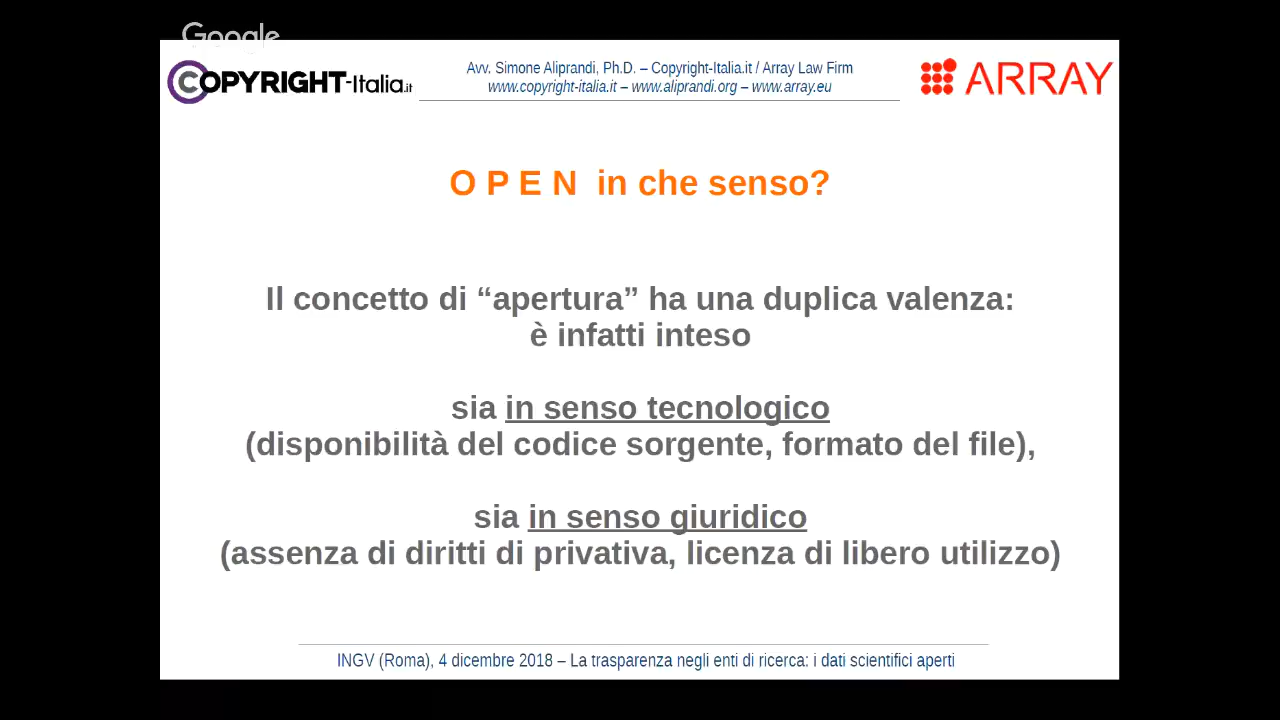 Google
COPYRIGHT-Italia.it
Avv. Simone Aliprandi, Ph.D. – Copyright-Italia.it / Array Law Firm
www.copyright-italia.it – www.aliprandi.org – www.array.eu
ARRAY
O P E N in che senso?
Il concetto di “apertura” ha una duplica valenza:
è infatti inteso
sia in senso tecnologico
(disponibilità del codice sorgente, formato del file),
sia in senso giuridico
(assenza di diritti di privativa, licenza di libero utilizzo)
INGV (Roma), 4 dicembre 2018 – La trasparenza negli enti di ricerca: i dati scientifici aperti